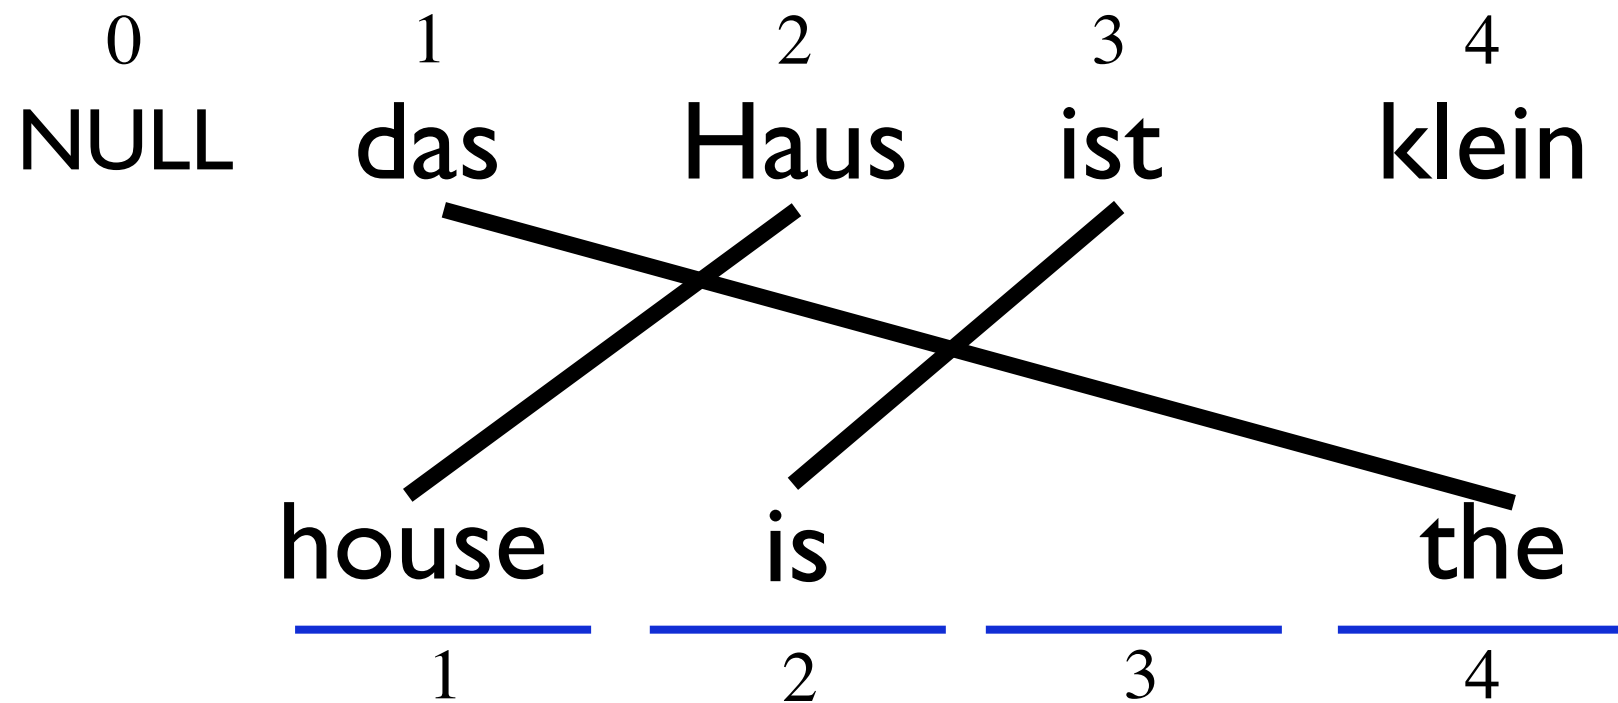 0 1 2 3 4
NULL das Haus ist klein
house is the
1 2 3 4